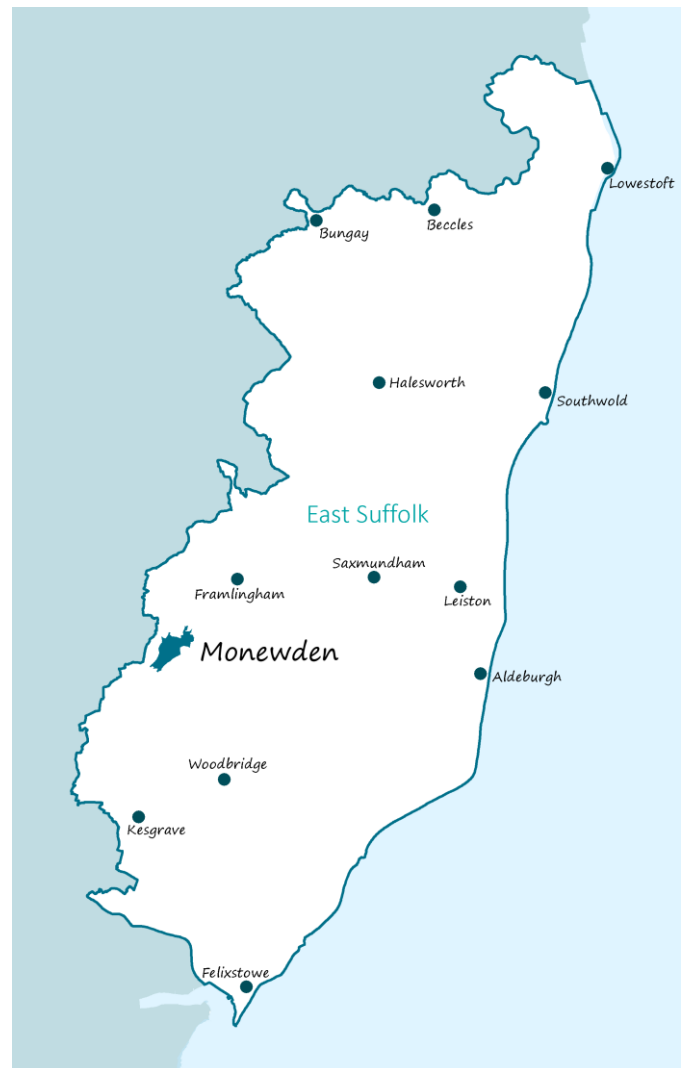 Lowestoft
Beccles
Bungay
Halesworth
Southwold
East Suffolk
Saxmundham
Framlingham
Leiston
Monewden
Aldeburgh
Woodbridge
Kesgrave
Felixstowe